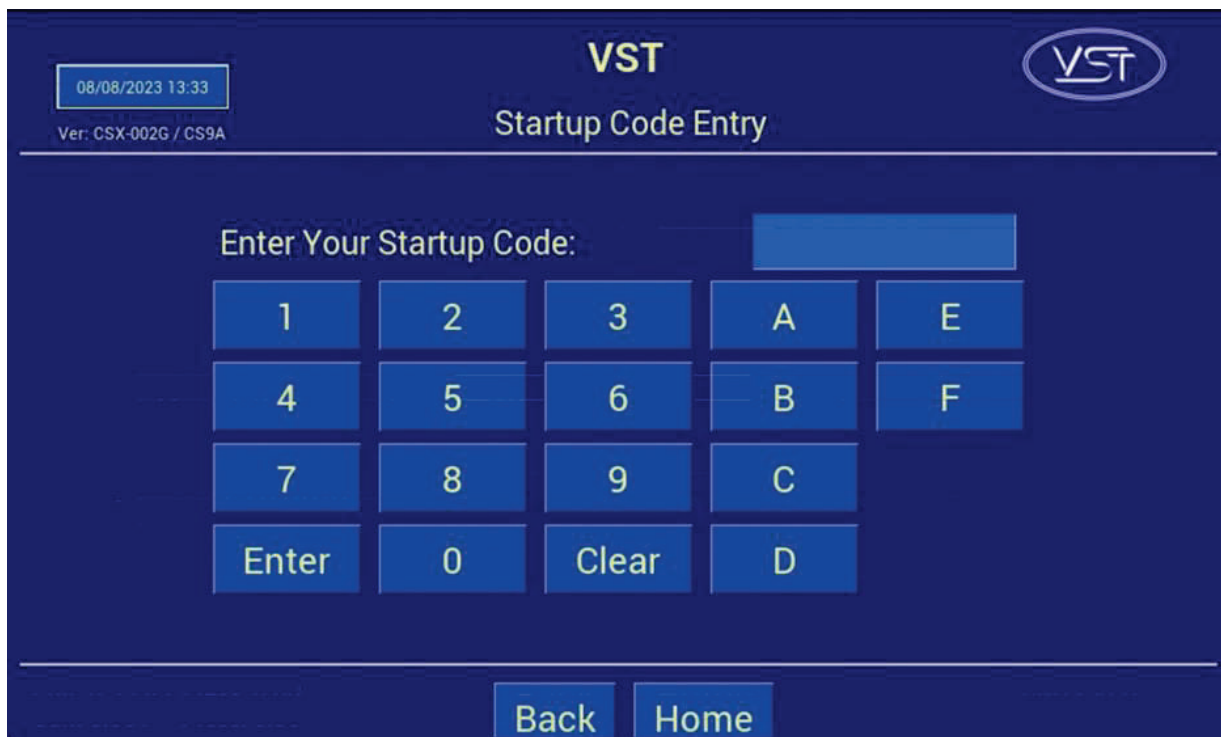 VST
08/08/2023 13:33
Ver: CSX-002G / CS9A
Startup Code Entry
VST
Enter Your Startup Code:
1 2 3 A E
4 5 6 B F
7 8 9 C
Enter 0 Clear D
Back Home